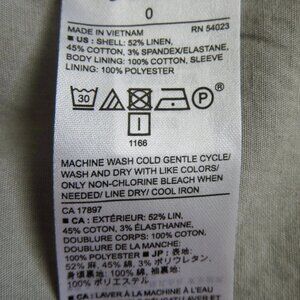 0
MADE IN VIETNAM RN 54023
■ US : SHELL: 52% LINEN,
45% COTTON, 3% SPANDEX/ELASTANE,
BODY LINING: 100% COTTON, SLEEVE
LINING: 100% POLYESTER
30 P
I
1166
MACHINE WASH COLD GENTLE CYCLE/
WASH AND DRY WITH LIKE COLORS/
ONLY NON-CHLORINE BLEACH WHEN
NEEDED/ LINE DRY/ COOL IRON
CA 17897
■ CA : EXTÉRIEUR: 52% LIN,
45% COTON, 3% ÉLASTHANNE,
DOUBLURE CORPS: 100% COTON,
DOUBLURE DE LA MANCHE:
100% POLYESTER ■ JP : 表地:
52% 麻, 45% 綿, 3% ポリウレタン,
身頃裏地: 100% 綿, 袖裏地:
100% ポリエステル
■ CA : LAVER À LA MACHINE À L'EAU